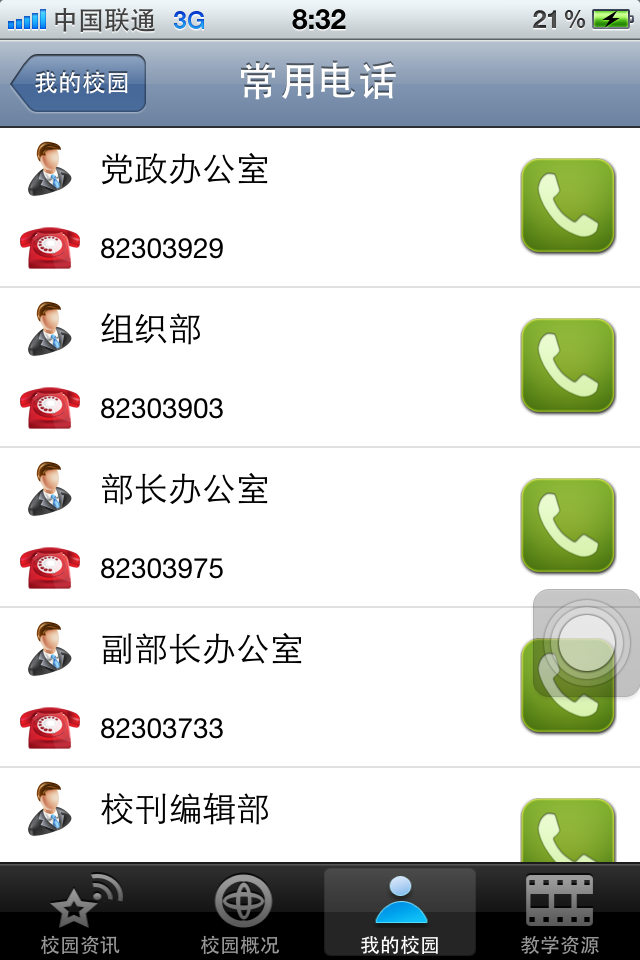 中国联通 3G 8:32 21%
我的校园 常用电话
党政办公室
82303929
组织部
82303903
部长办公室
82303975
副部长办公室
82303733
校刊编辑部
校园资讯 校园概况 我的校园 教学资源